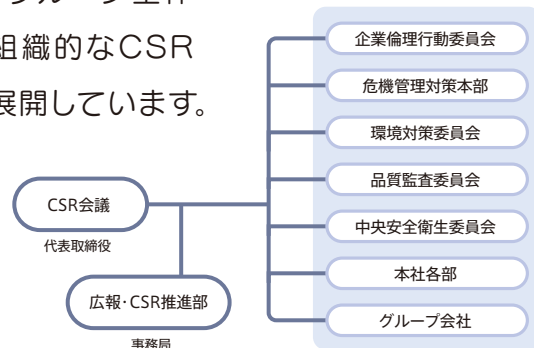 グループ全体
組織的なCSR
展開しています。
企業倫理行動委員会
危機管理対策本部
環境対策委員会
品質監査委員会
中央安全衛生委員会
本社各部
グループ会社
CSR会議
代表取締役
広報・CSR推進部
事務局